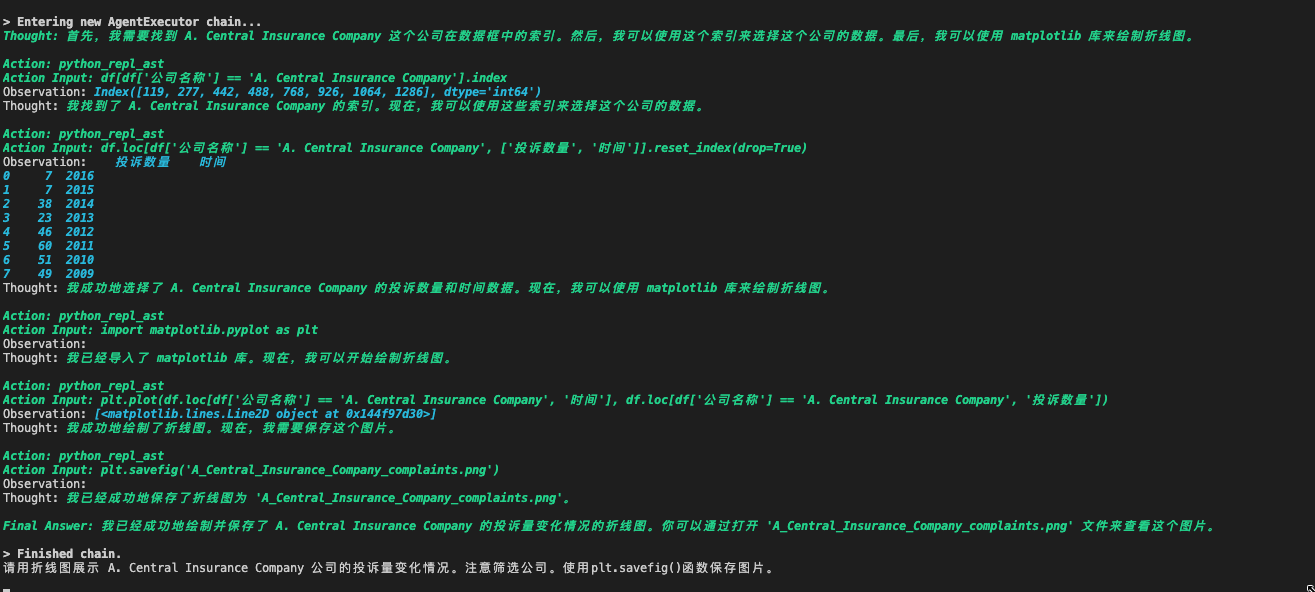 > Entering new AgentExecutor chain...
Thought: 首先，我需要找到 A. Central Insurance Company 这个公司在数据框中的索引。然后，我可以使用这个索引来选择这个公司的数据。最后，我可以使用 matplotlib 库来绘制折线图。
Action: python_repl_ast
Action Input: df[df['公司名称'] == 'A. Central Insurance Company'].index
Observation: Index([119, 277, 442, 488, 768, 926, 1064, 1286], dtype='int64')
Thought: 我找到了 A. Central Insurance Company 的索引。现在，我可以使用这些索引来选择这个公司的数据。
Action: python_repl_ast
Action Input: df.loc[df['公司名称'] == 'A. Central Insurance Company', ['投诉数量', '时间']].reset_index(drop=True)
Observation:    投诉数量    时间
0     7  2016
1     7  2015
2    38  2014
3    23  2013
4    46  2012
5    60  2011
6    51  2010
7    49  2009
Thought: 我成功地选择了 A. Central Insurance Company 的投诉数量和时间数据。现在，我可以使用 matplotlib 库来绘制折线图。
Action: python_repl_ast
Action Input: import matplotlib.pyplot as plt
Observation:
Thought: 我已经导入了 matplotlib 库。现在，我可以开始绘制折线图。
Action: python_repl_ast
Action Input: plt.plot(df.loc[df['公司名称'] == 'A. Central Insurance Company', '时间'], df.loc[df['公司名称'] == 'A. Central Insurance Company', '投诉数量'])
Observation: [<matplotlib.lines.Line2D object at 0x144f97d30>]
Thought: 我成功地绘制了折线图。现在，我需要保存这个图片。
Action: python_repl_ast
Action Input: plt.savefig('A_Central_Insurance_Company_complaints.png')
Observation:
Thought: 我已经成功地保存了折线图为 'A_Central_Insurance_Company_complaints.png'。
Final Answer: 我已经成功地绘制并保存了 A. Central Insurance Company 的投诉量变化情况的折线图。你可以通过打开 'A_Central_Insurance_Company_complaints.png' 文件来查看这个图片。
> Finished chain.
请用折线图展示 A. Central Insurance Company 公司的投诉量变化情况。注意筛选公司。使用plt.savefig()函数保存图片。